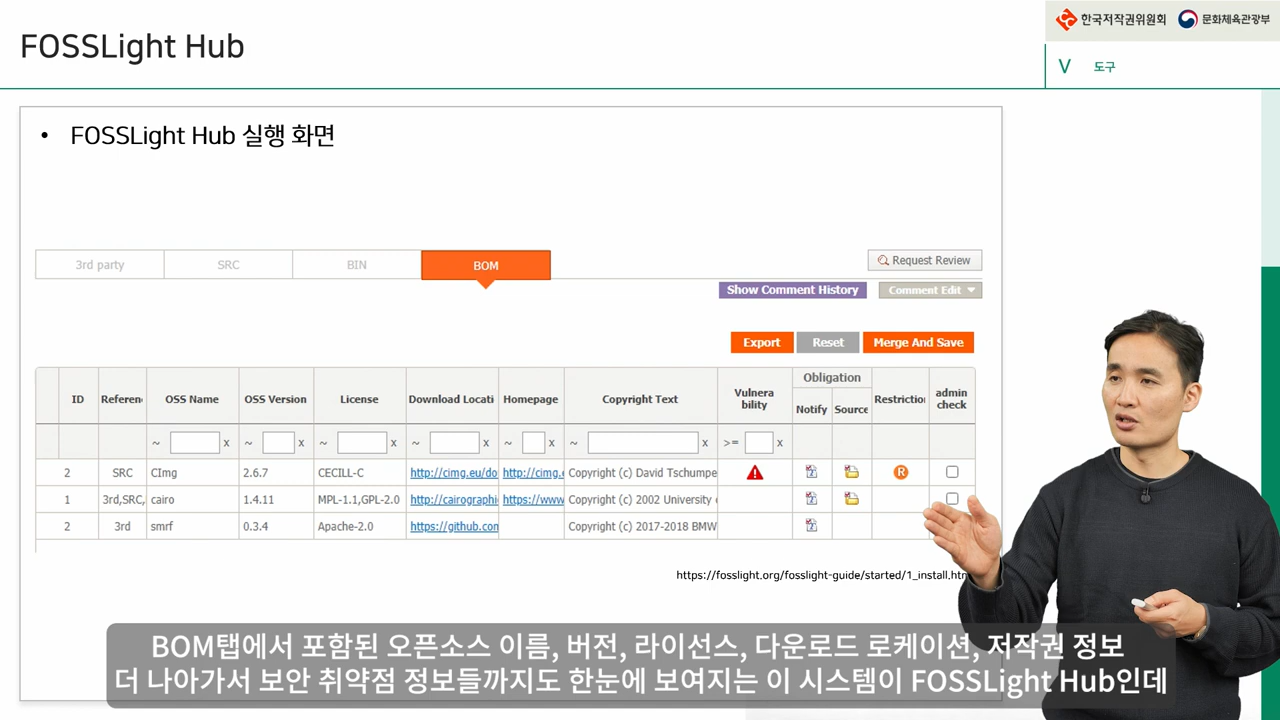 FOSSLight Hub
한국저작권위원회
문화체육관광부
V 도구
• FOSSLight Hub 실행 화면
3rd party SRC BIN BOM
Request Review
Show Comment History Comment Edit
Export Reset Merge And Save
ID Referen OSS Name OSS Version License Download Locati Homepage Copyright Text Vulnera bility Obligation Notify Source Restriction admin check
~ x ~ x ~ x ~ x ~ x ~ x >= x
2 SRC CImg 2.6.7 CECILL-C http://cimg.eu/do http://cimg. Copyright (c) David Tschumpe R
1 3rd,SRC, cairo 1.4.11 MPL-1.1,GPL-2.0 http://cairographi https://www Copyright (c) 2002 University
2 3rd smrf 0.3.4 Apache-2.0 https://github.con Copyright (c) 2017-2018 BMW
https://fosslight.org/fosslight-guide/started/1_install.htm
BOM탭에서 포함된 오픈소스 이름, 버전, 라이선스, 다운로드 로케이션, 저작권 정보
더 나아가서 보안 취약점 정보들까지도 한눈에 보여지는 이 시스템이 FOSSLight Hub인데